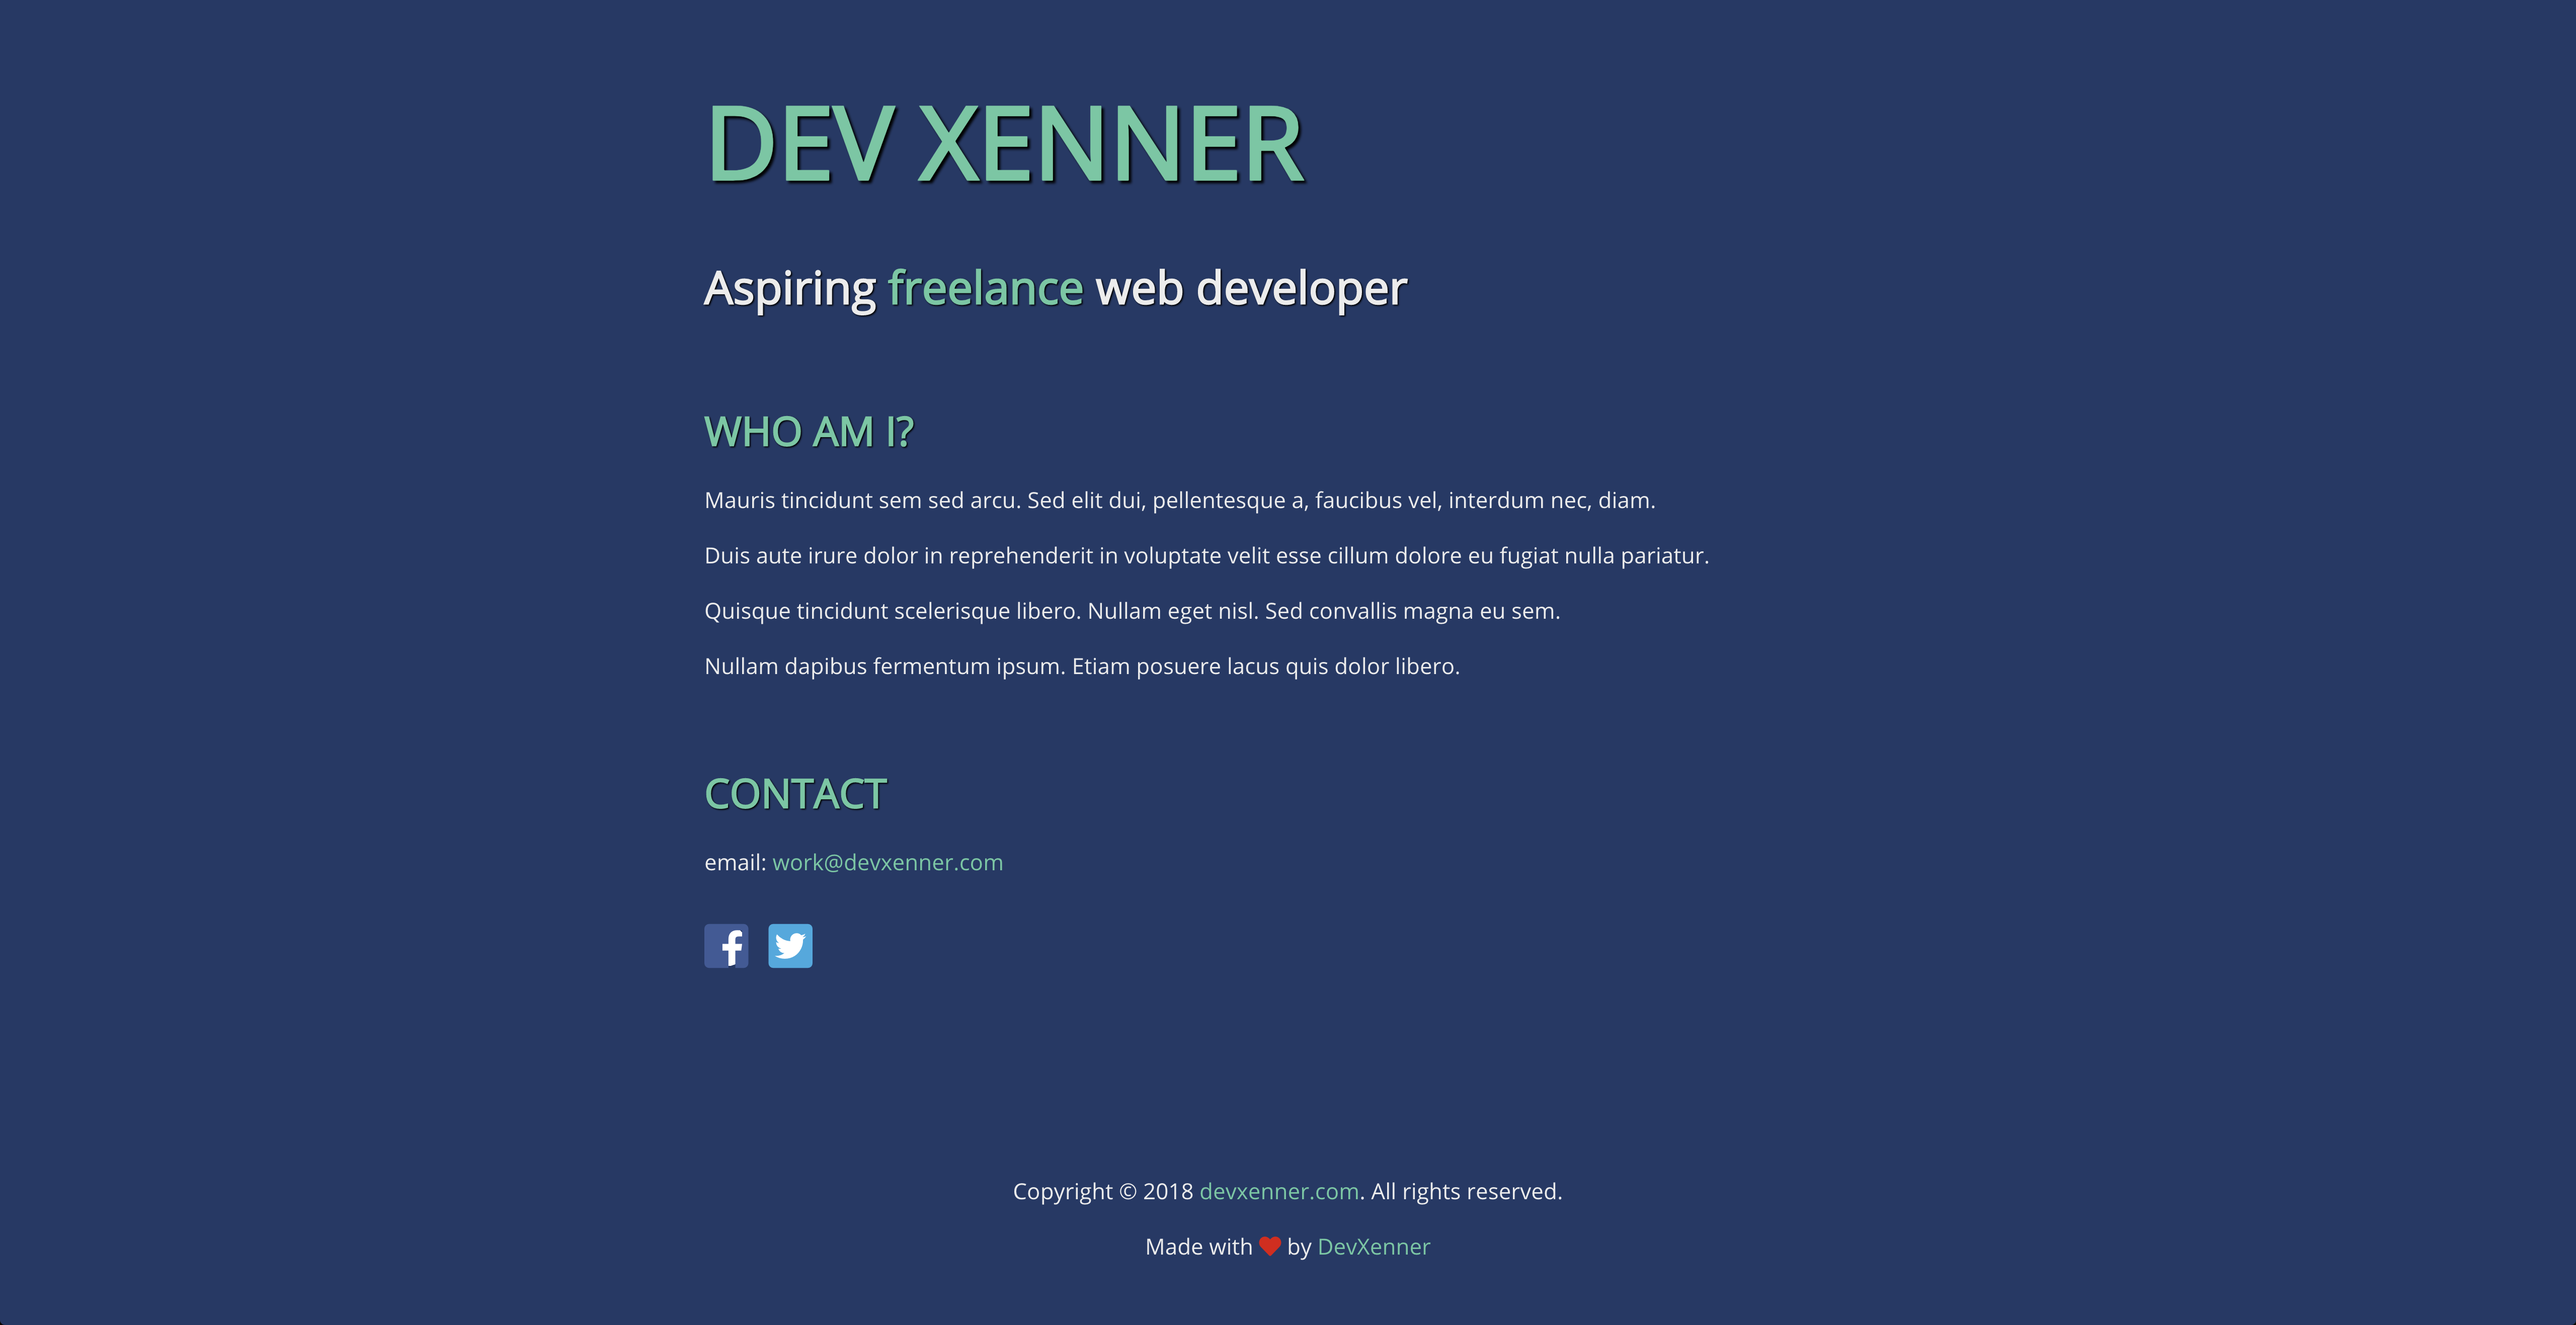 DEV XENNER
Aspiring freelance web developer
WHO AM I?
Mauris tincidunt sem sed arcu. Sed elit dui, pellentesque a, faucibus vel, interdum nec, diam.
Duis aute irure dolor in reprehenderit in voluptate velit esse cillum dolore eu fugiat nulla pariatur.
Quisque tincidunt scelerisque libero. Nullam eget nisl. Sed convallis magna eu sem.
Nullam dapibus fermentum ipsum. Etiam posuere lacus quis dolor libero.
CONTACT
email: work@devxenner.com
Copyright © 2018 devxenner.com. All rights reserved.
Made with ❤ by DevXenner